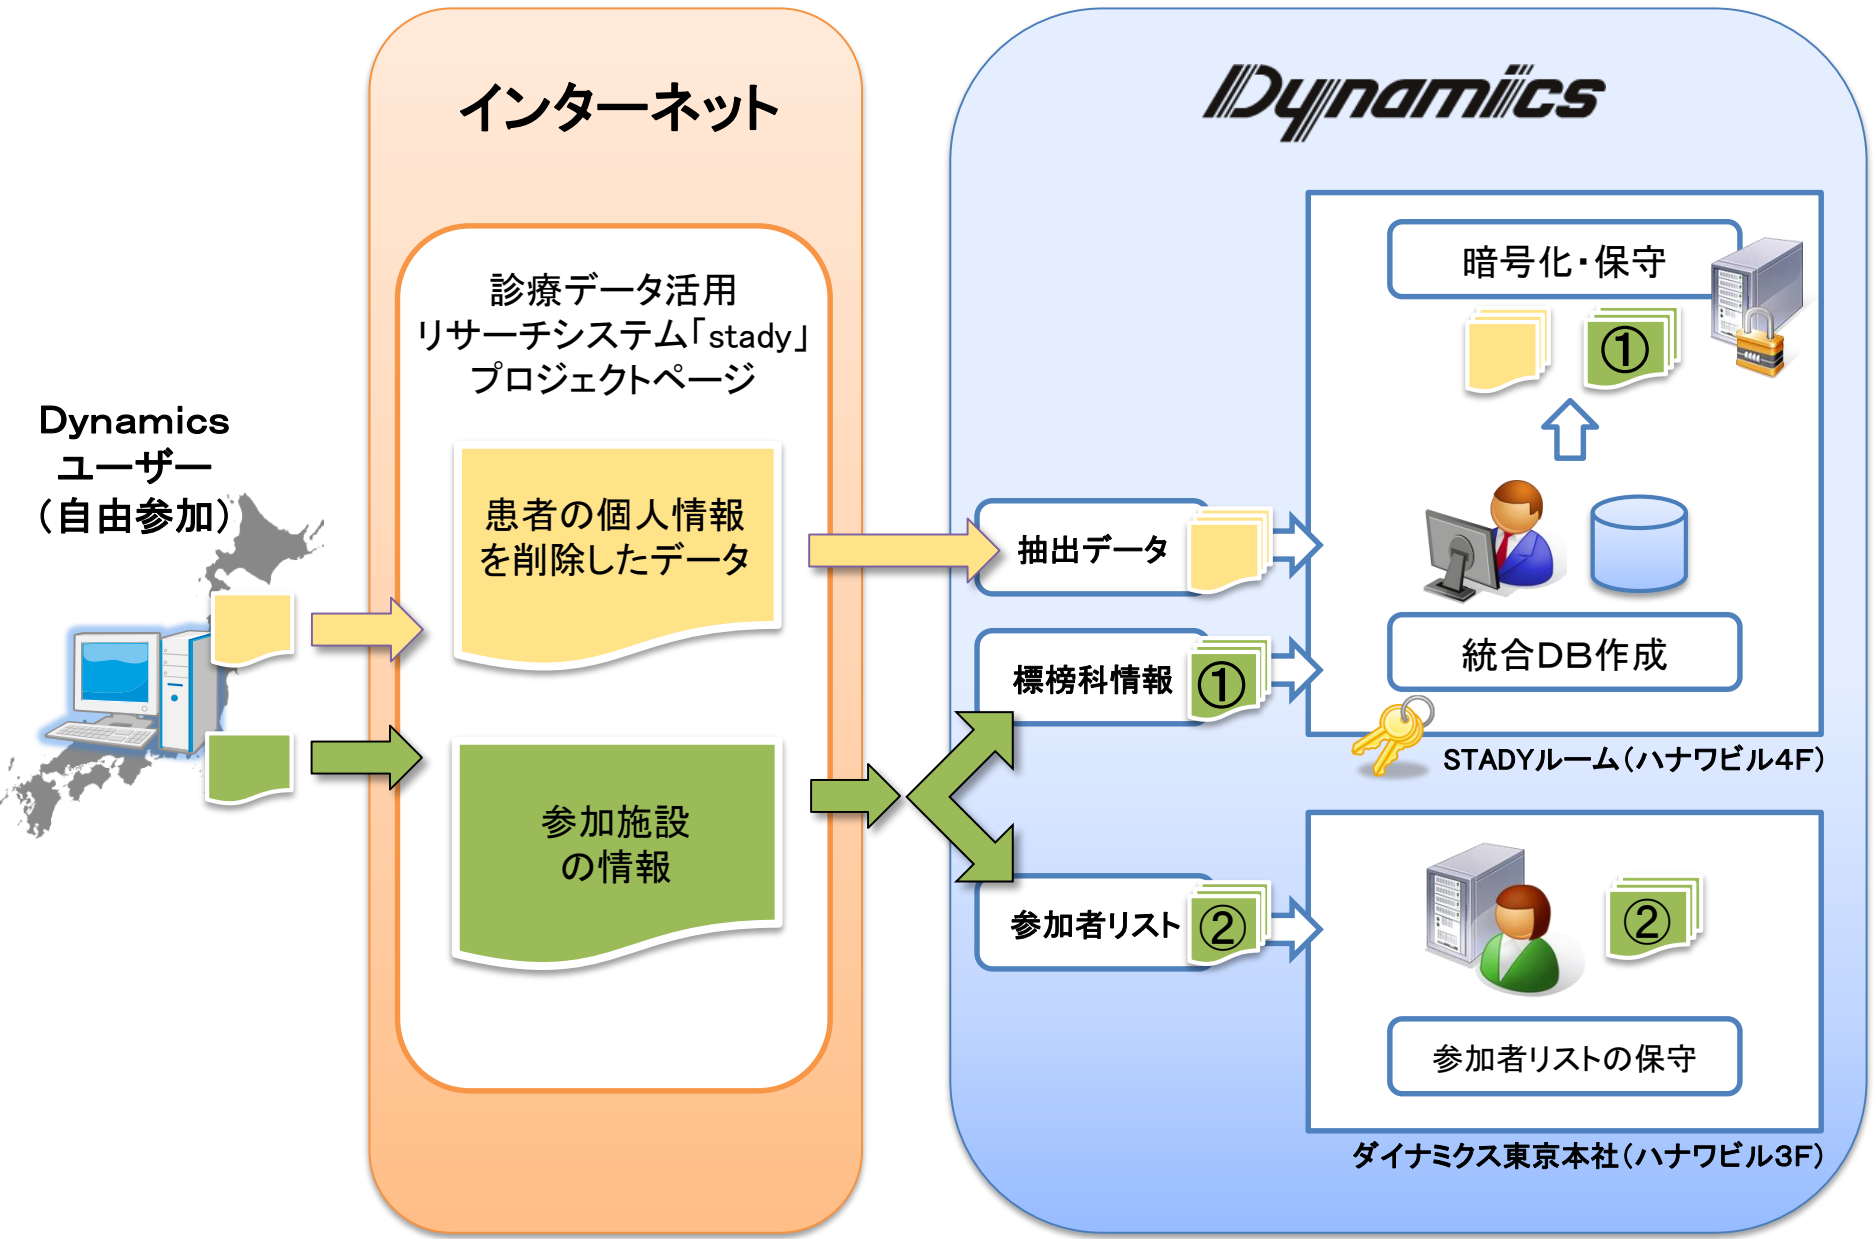 Dynamics
ユーザー
（自由参加）
インターネット
診療データ活用
リサーチシステム「stady」
プロジェクトページ
患者の個人情報
を削除したデータ
参加施設
の情報
Dynamics
抽出データ
標榜科情報
①
参加者リスト
②
暗号化・保守
①
統合DB作成
STADYルーム（ハナワビル4F）
②
参加者リストの保守
ダイナミクス東京本社（ハナワビル3F）